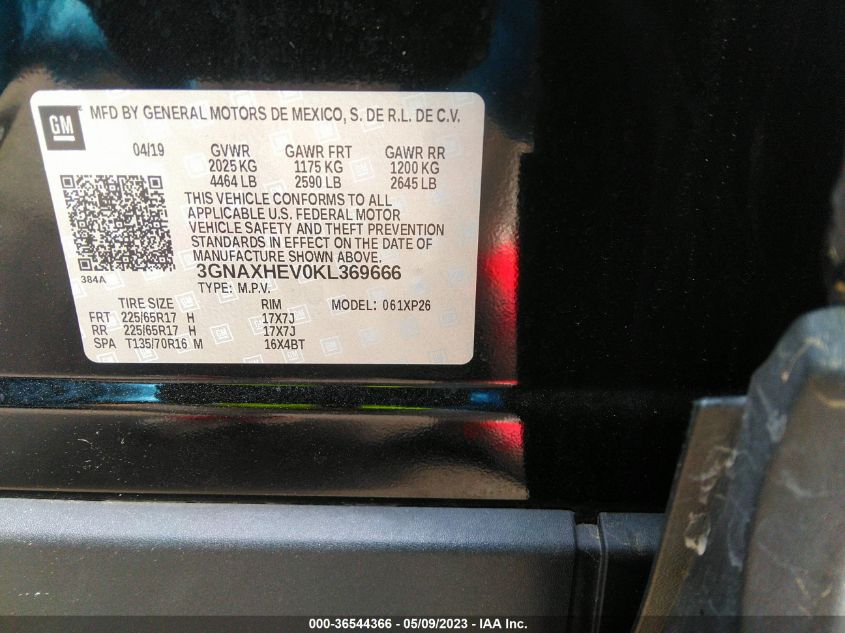 GM
MFD BY GENERAL MOTORS DE MEXICO, S. DE R.L. DE C.V.
04/19 GVWR GAWR FRT GAWR RR
2025 KG 1175 KG 1200 KG
4464 LB 2590 LB 2645 LB
THIS VEHICLE CONFORMS TO ALL
APPLICABLE U.S. FEDERAL MOTOR
VEHICLE SAFETY AND THEFT PREVENTION
STANDARDS IN EFFECT ON THE DATE OF
MANUFACTURE SHOWN ABOVE.
384A
3GNAXHEV0KL369666
TYPE: M.P.V.
TIRE SIZE RIM MODEL: 061XP26
FRT 225/65R17 H 17X7J
RR 225/65R17 H 17X7J
SPA T135/70R16 M 16X4BT
000-36544366 - 05/09/2023 - IAA Inc.